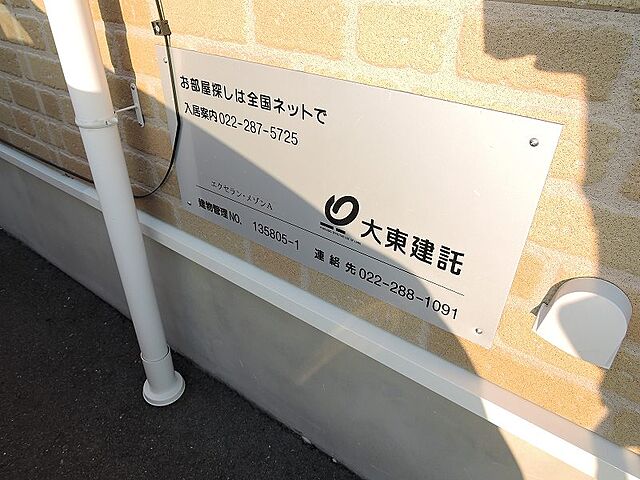 お部屋探しは全国ネットで
入居案内022-287-5725
エクセラン・メゾンA
大東建託
建物管理NO. 135805-1 連絡先022-288-1091